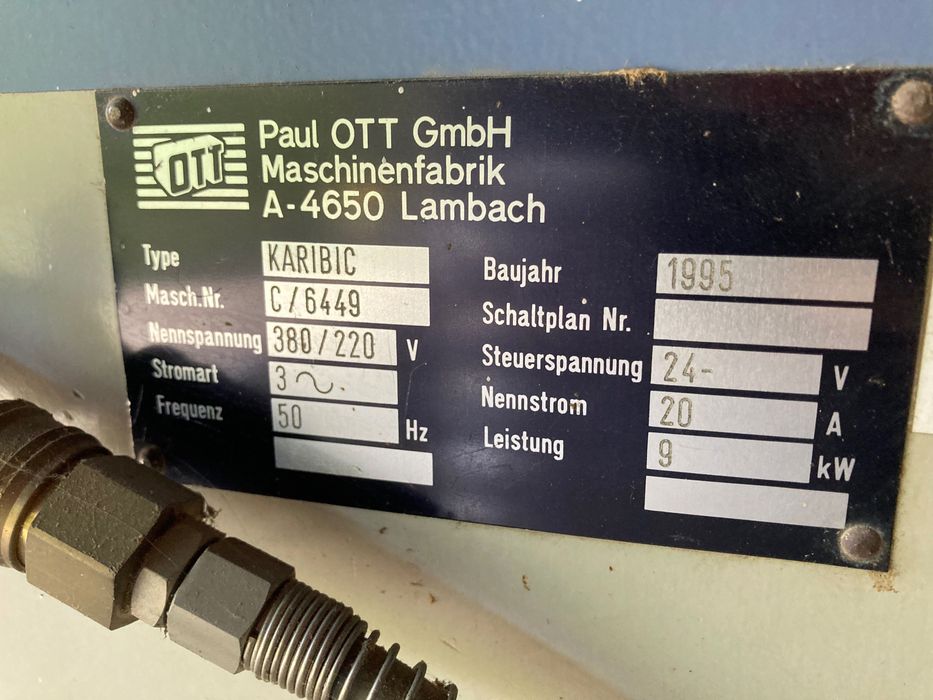 OTT
Paul OTT GmbH
Maschinenfabrik
A-4650 Lambach
Type KARIBIC
Masch.Nr. C/6449
Nennspannung 380/220 V
Stromart 3~.
Frequenz 50 Hz
Baujahr 1995
Schaltplan Nr.
Steuerspannung 24- V
Nennstrom 20 A
Leistung 9 kW